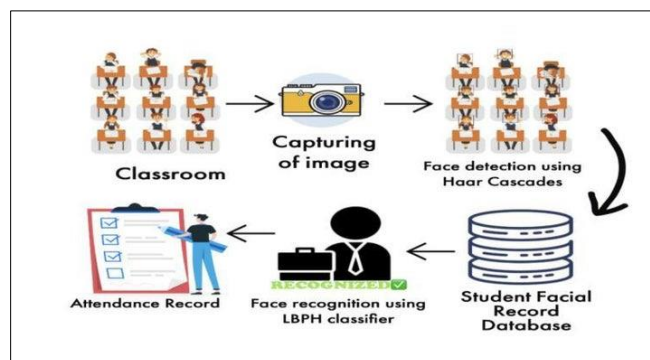 Classroom
Capturing
of image
Face detection using
Haar Cascades
Student Facial
Record
Database
RECOGNIZED
Face recognition using
LBPH classifier
Attendance Record